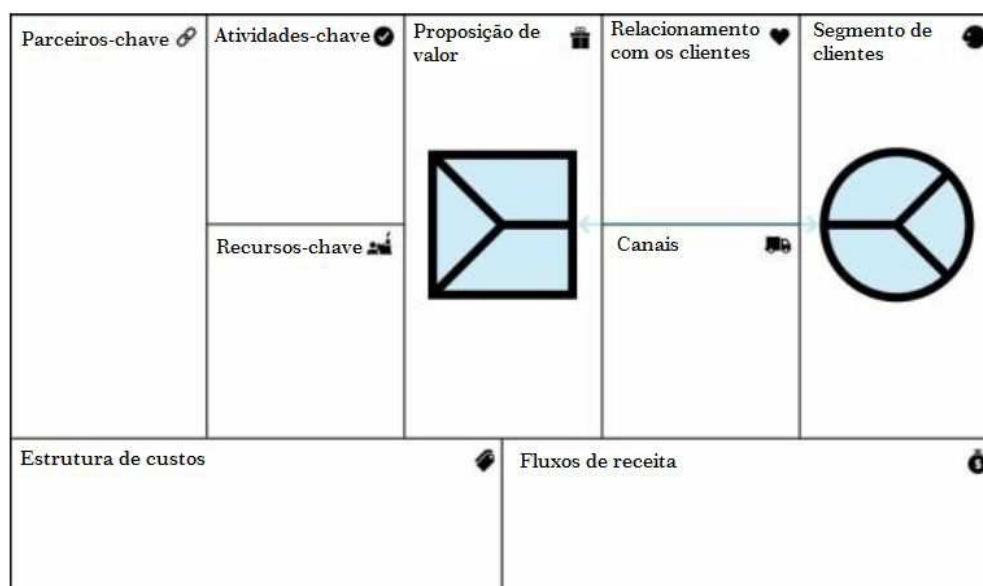 Parceiros-chave
Atividades-chave
Proposição de
valor
Relacionamento
com os clientes
Segmento de
clientes
Recursos-chave
Canais
Estrutura de custos
Fluxos de receita
$